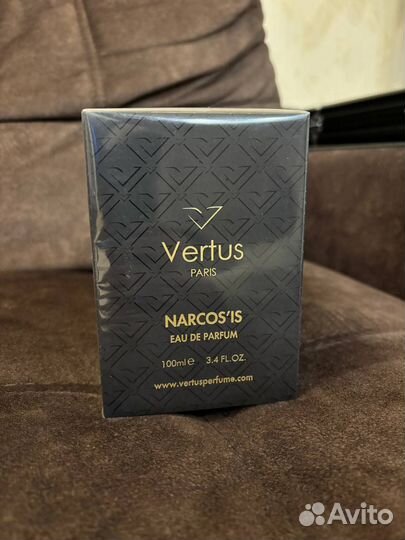 Vertus
PARIS
NARCOS'IS
EAU DE PARFUM
100ml e 3.4 FL.OZ.
www.vertusperfume.com
Avito